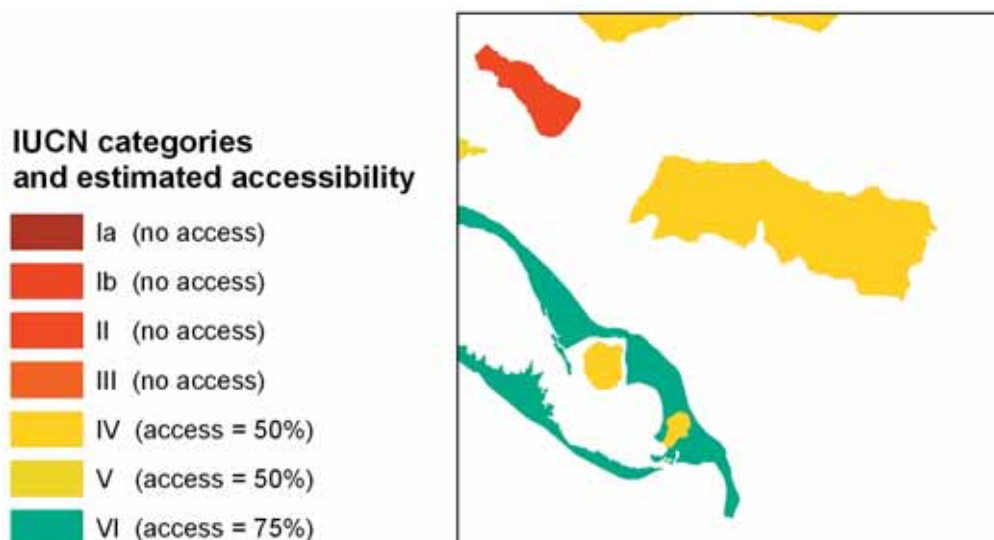 IUCN categories
and estimated accessibility
Ia (no access)
Ib (no access)
II (no access)
III (no access)
IV (access = 50%)
V (access = 50%)
VI (access = 75%)